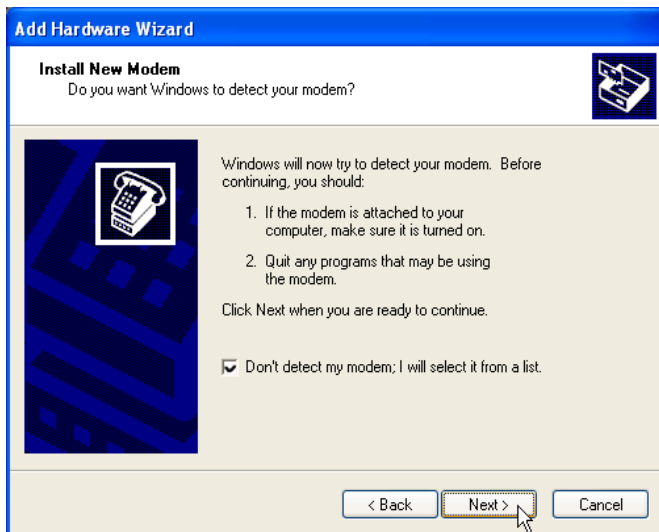 Add Hardware Wizard
Install New Modem
Do you want Windows to detect your modem?
Windows will now try to detect your modem. Before
continuing, you should:
1. If the modem is attached to your
computer, make sure it is turned on.
2. Quit any programs that may be using
the modem.
Click Next when you are ready to continue.
Don't detect my modem; I will select it from a list.
< Back Next > Cancel